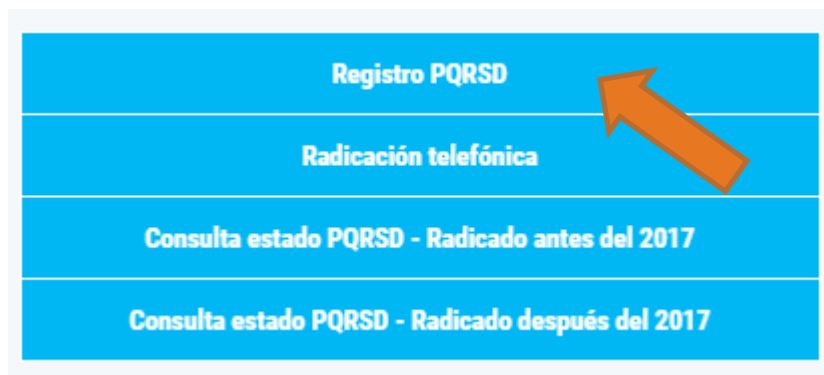 Registro PQRSD
Radicación telefónica
Consulta estado PQRSD - Radicado antes del 2017
Consulta estado PQRSD - Radicado después del 2017